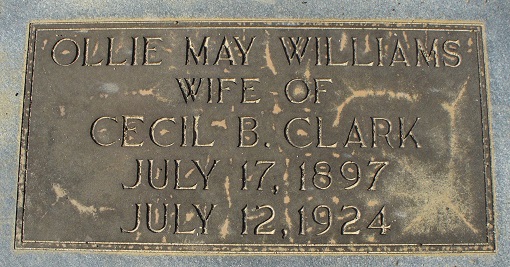 OLLIE MAY WILLIAMS
WIFE OF
CECIL B. CLARK
JULY 17, 1897
JULY 12, 1924